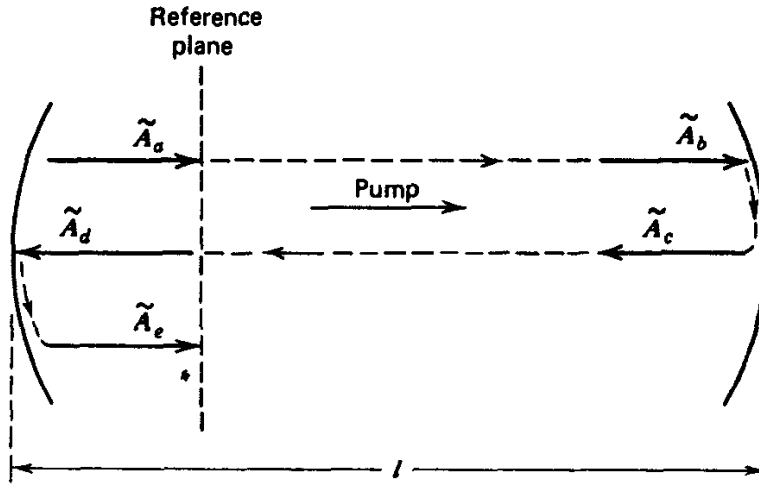 Reference
plane
Ã_a
Ã_b
Pump
Ã_d
Ã_c
Ã_e
l